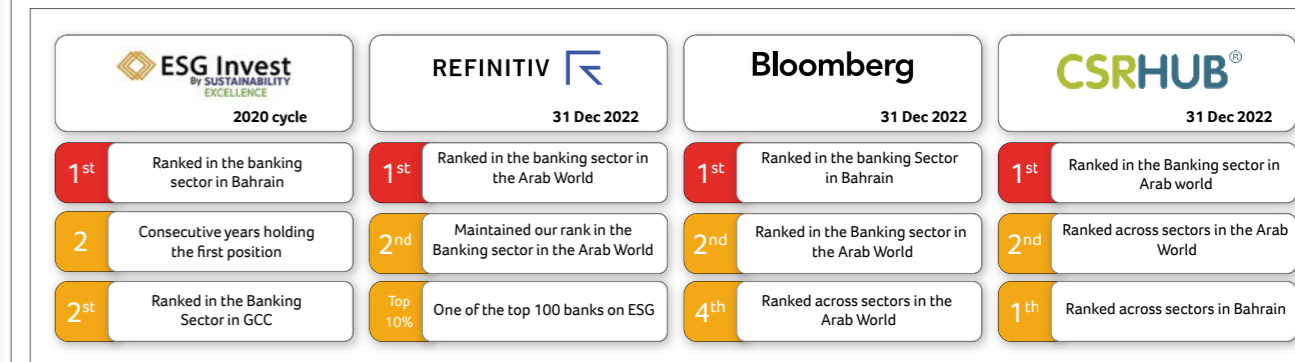 ESG Invest
By SUSTAINABILITY
EXCELLENCE
2020 cycle
1st
Ranked in the banking
sector in Bahrain
2
Consecutive years holding
the first position
2st
Ranked in the Banking
Sector in GCC
REFINITIV
31 Dec 2022
1st
Ranked in the banking sector in
the Arab World
2nd
Maintained our rank in the
Banking sector in the Arab World
Top
10%
One of the top 100 banks on ESG
Bloomberg
31 Dec 2022
1st
Ranked in the banking Sector
in Bahrain
2nd
Ranked in the Banking sector in
the Arab World
4th
Ranked across sectors in the
Arab World
CSRHUB®
31 Dec 2022
1st
Ranked in the Banking sector in
Arab world
2nd
Ranked across sectors in the Arab
World
1th
Ranked across sectors in Bahrain